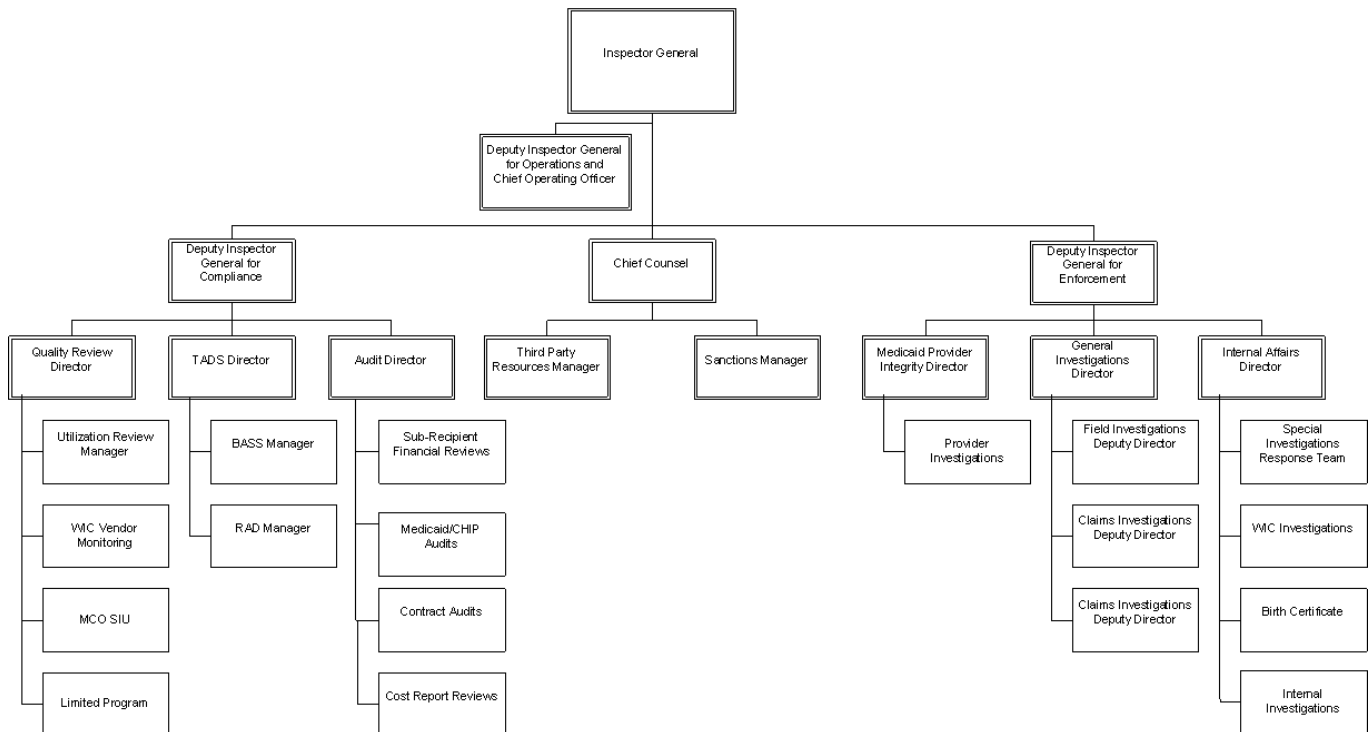 Inspector General
Deputy Inspector General
for Operations and
Chief Operating Officer
Deputy Inspector
General for
Compliance
Chief Counsel
Deputy Inspector
General for
Enforcement
Quality Review
Director
TADS Director
Audit Director
Third Party
Resources Manager
Sanctions Manager
Medicaid Provider
Integrity Director
General
Investigations
Director
Internal Affairs
Director
Utilization Review
Manager
BASS Manager
Sub-Recipient
Financial Reviews
Provider
Investigations
Field Investigations
Deputy Director
Special
Investigations
Response Team
WIC Vendor
Monitoring
RAD Manager
Medicaid/CHIP
Audits
Claims Investigations
Deputy Director
WIC Investigations
MCO SIU
Contract Audits
Claims Investigations
Deputy Director
Birth Certificate
Limited Program
Cost Report Reviews
Internal
Investigations